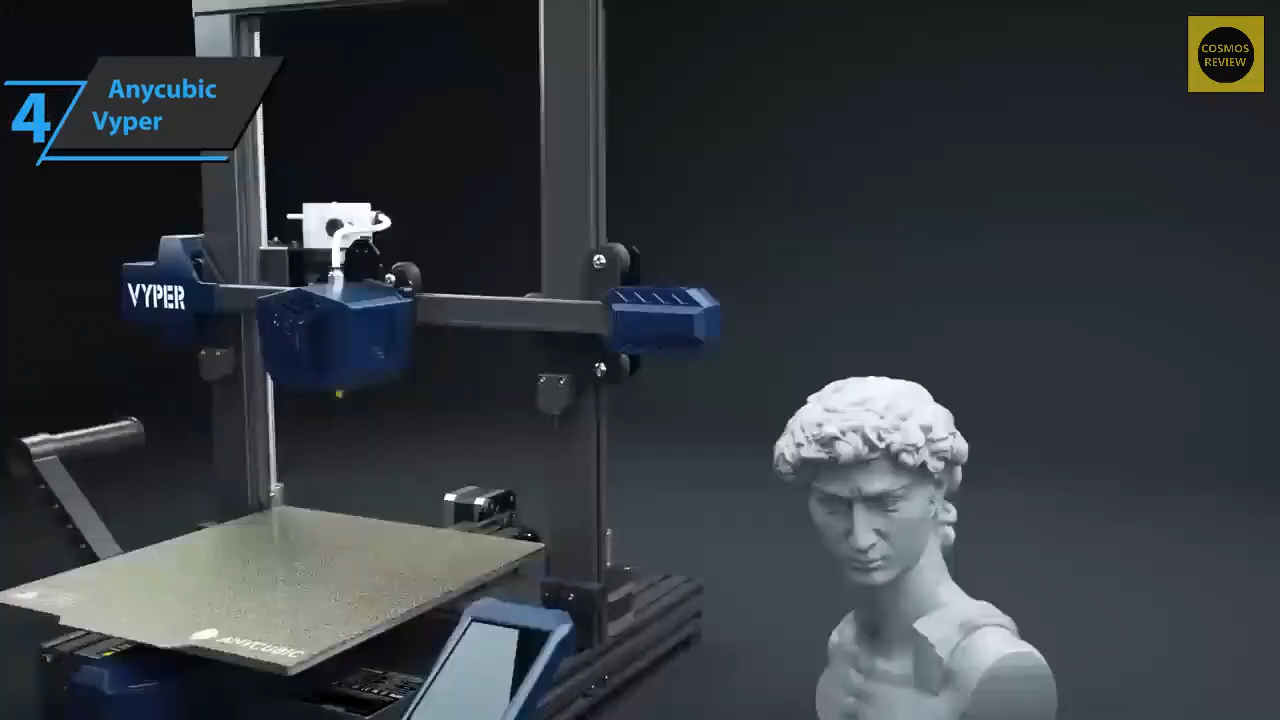 4
Anycubic
Vyper
COSMOS
REVIEW
VYPER
ANYCUBIC